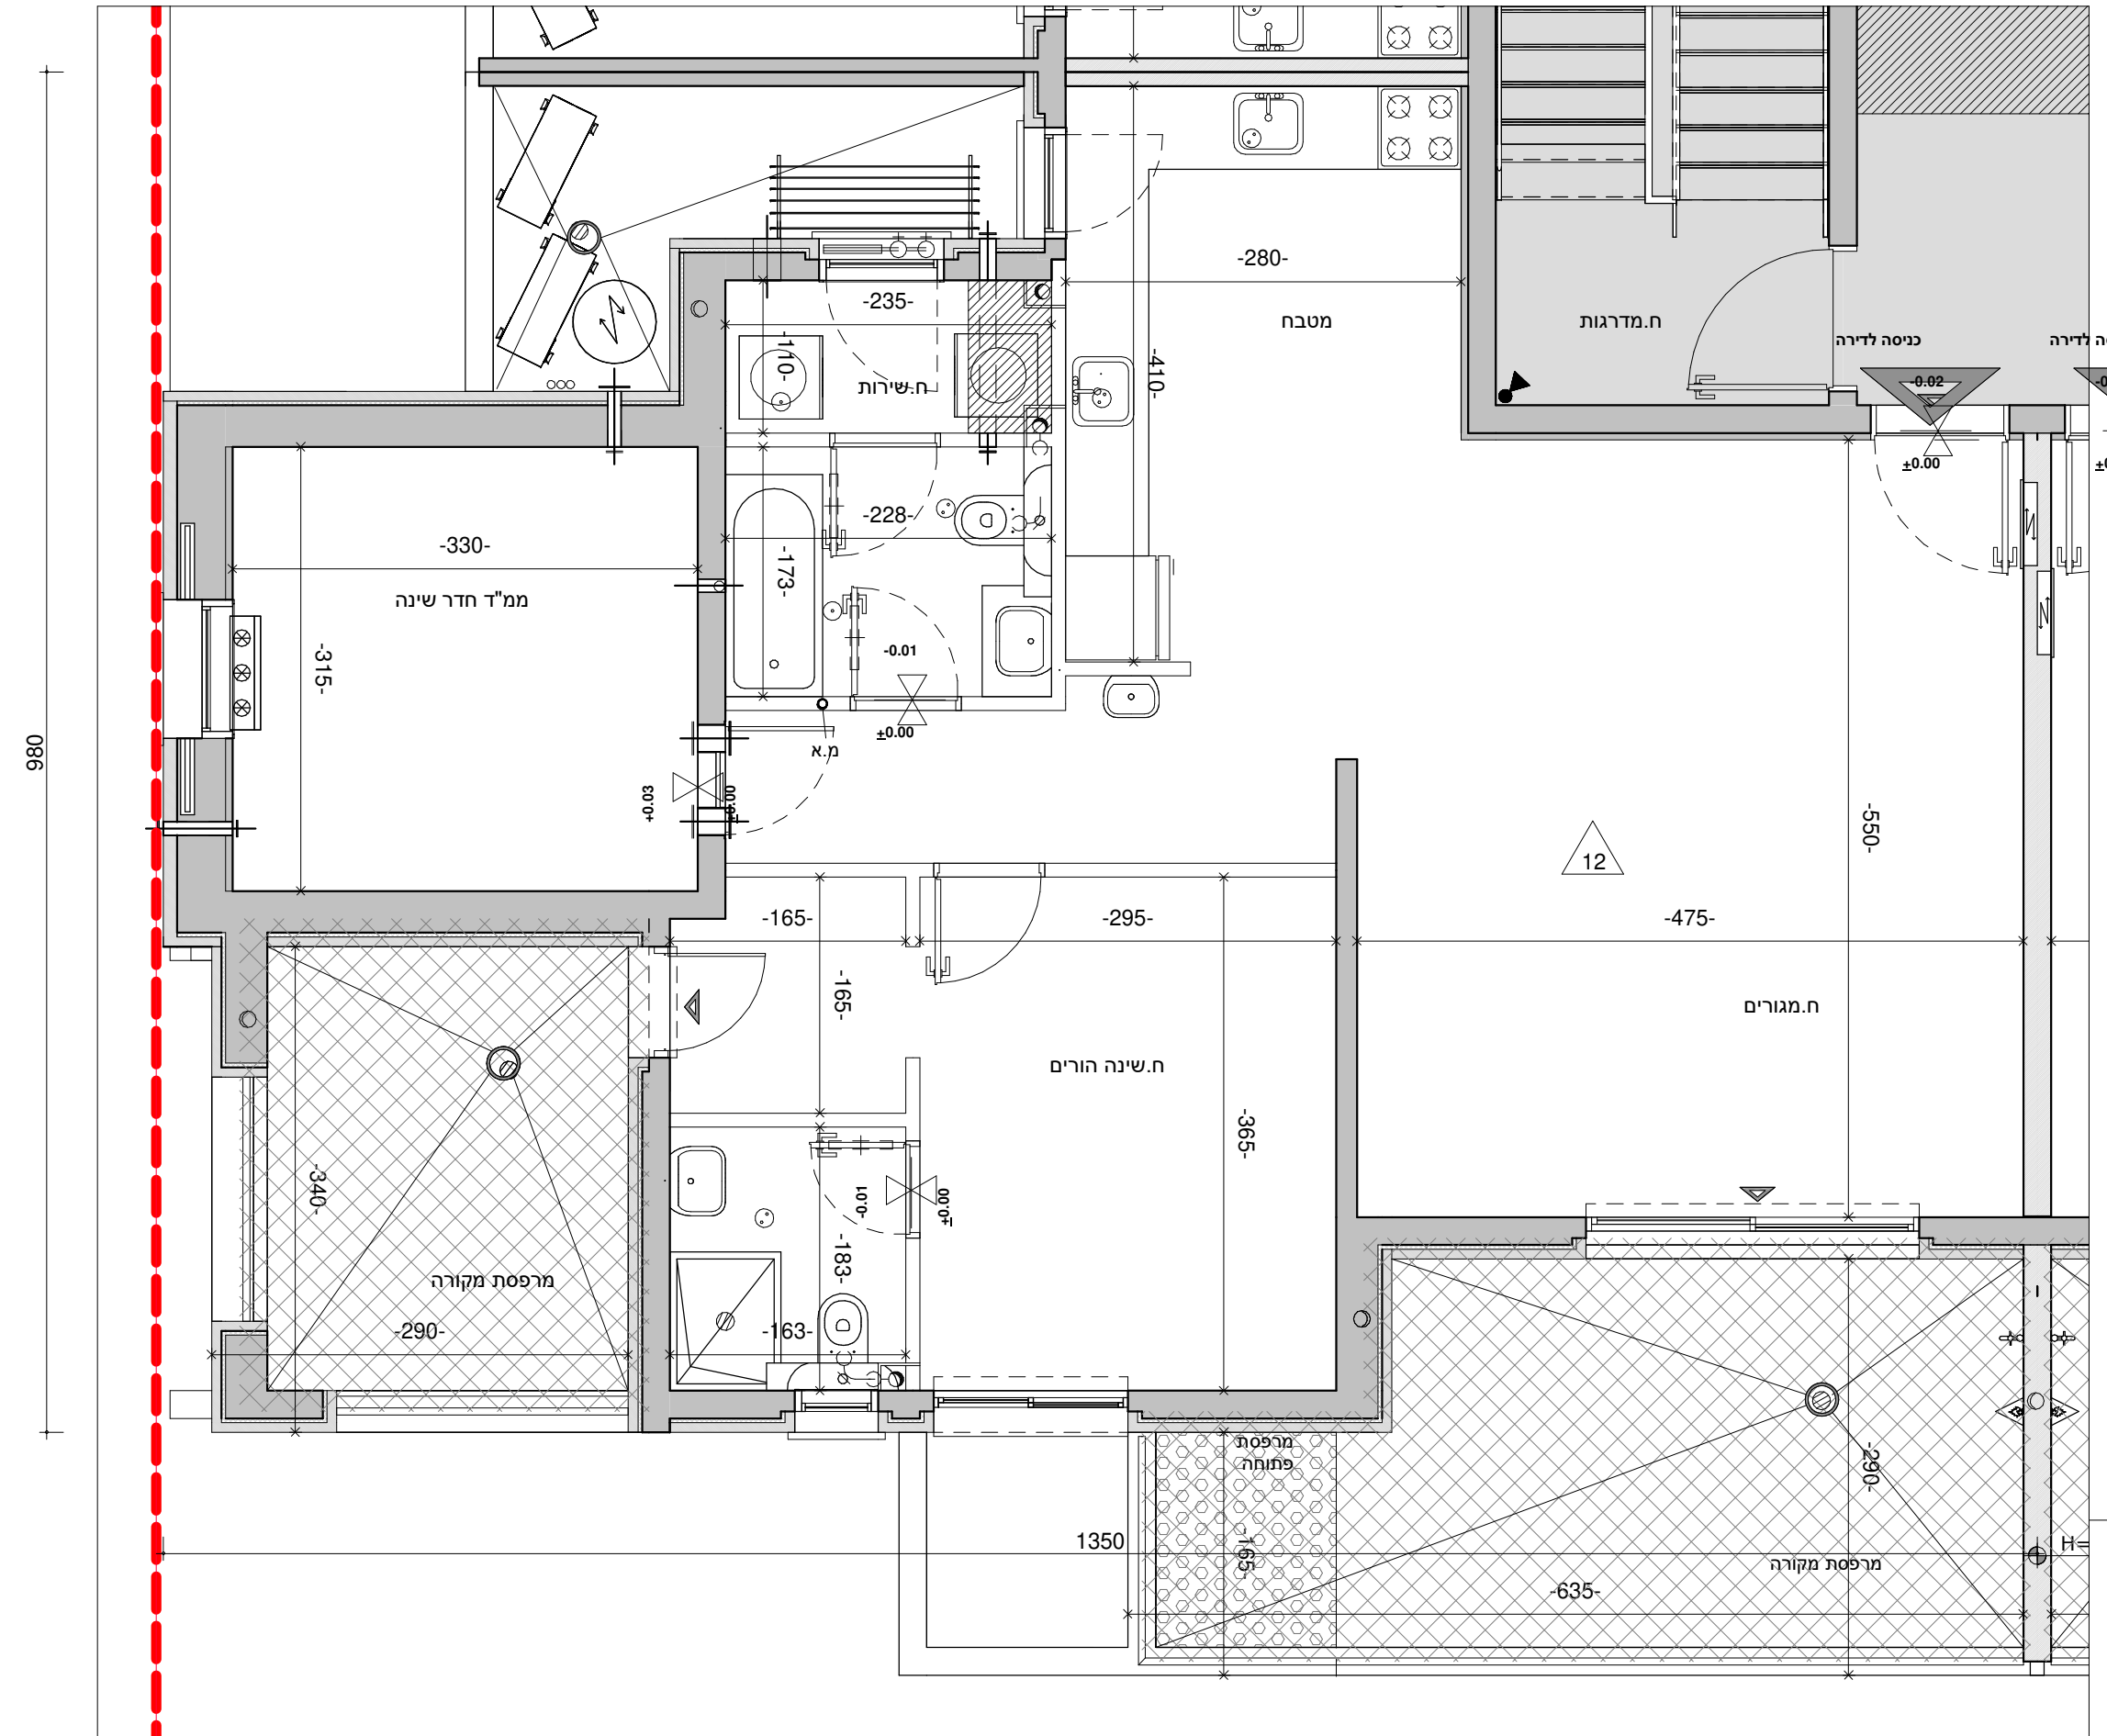 -280-
-235-
מטבח
ח.מדרגות
כניסה לדירה
-0.02
-110-
ח.שירות
-410-
±0.00
-228-
-330-
-173-
ממ"ד חדר שינה
-315-
-0.01
±0.00
מ.א
980
+0.03
±0.00
-550-
12
-165-
-295-
-475-
-165-
ח.מגורים
ח.שינה הורים
-365-
-340-
-0.01
±0.00
-183-
מרפסת מקורה
-290-
-163-
מרפסת
פתוחה
-290-
1350
-165-
H=
מרפסת מקורה
-635-